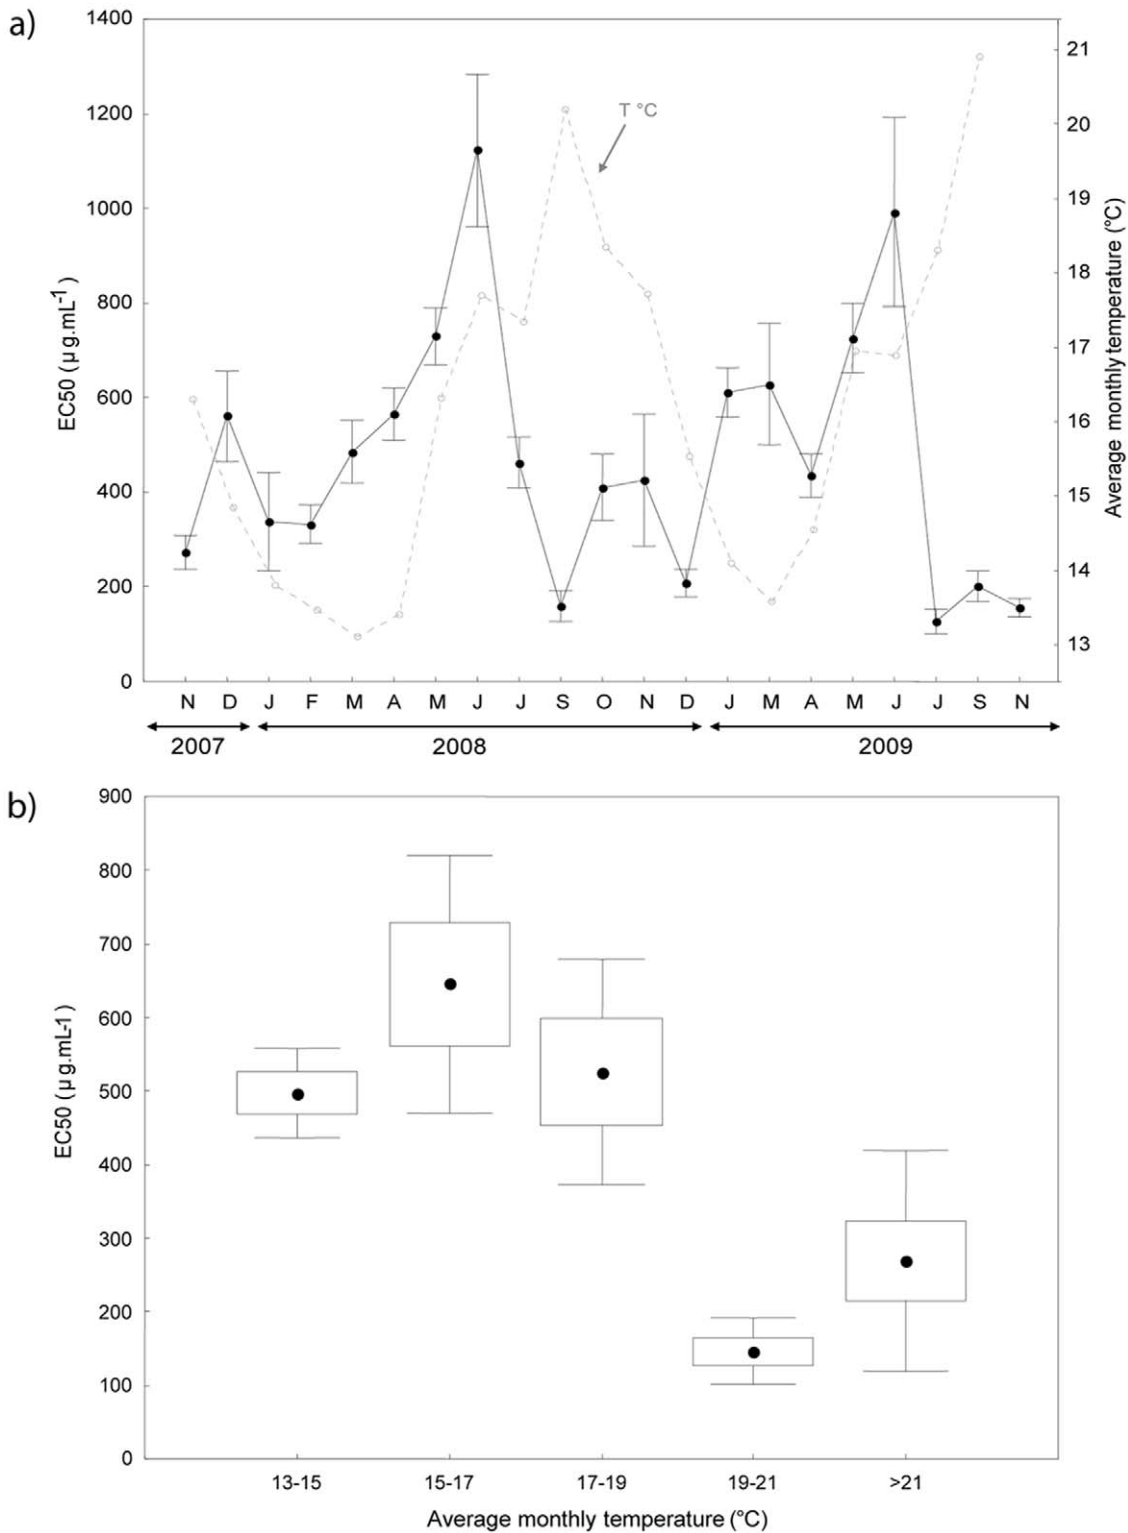 a)
1400
1200
1000
800
600
400
200
0
EC50 (µg.mL-1)
T °C
21
20
19
18
17
16
15
14
13
Average monthly temperature (°C)
N D J F M A M J J S O N D J M A M J J S N
2007 2008 2009
b)
900
800
700
600
500
400
300
200
100
0
EC50 (µg.mL-1)
13-15 15-17 17-19 19-21 >21
Average monthly temperature (°C)